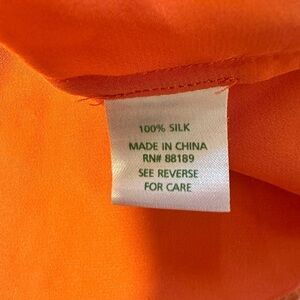 100% SILK
MADE IN CHINA
RN# 88189
SEE REVERSE
FOR CARE